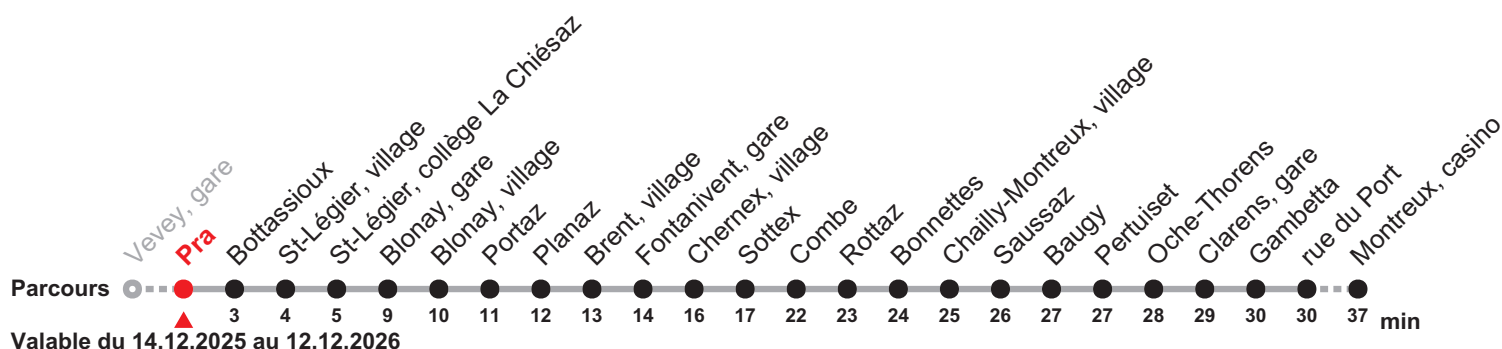 Vevey, gare
Pra
Bottassioux
St-Légier, village
St-Légier, collège La Chiésaz
Blonay, gare
Blonay, village
Portaz
Planaz
Brent, village
Fontanivent, gare
Chernex, village
Sottex
Combe
Rottaz
Bonnettes
Chailly-Montreux, village
Saussaz
Baugy
Pertuiset
Oche-Thorens
Clarens, gare
Gambetta
rue du Port
Montreux, casino
Parcours
3 4 5 9 10 11 12 13 14 16 17 22 23 24 25 26 27 27 28 29 30 30 37 min
Valable du 14.12.2025 au 12.12.2026